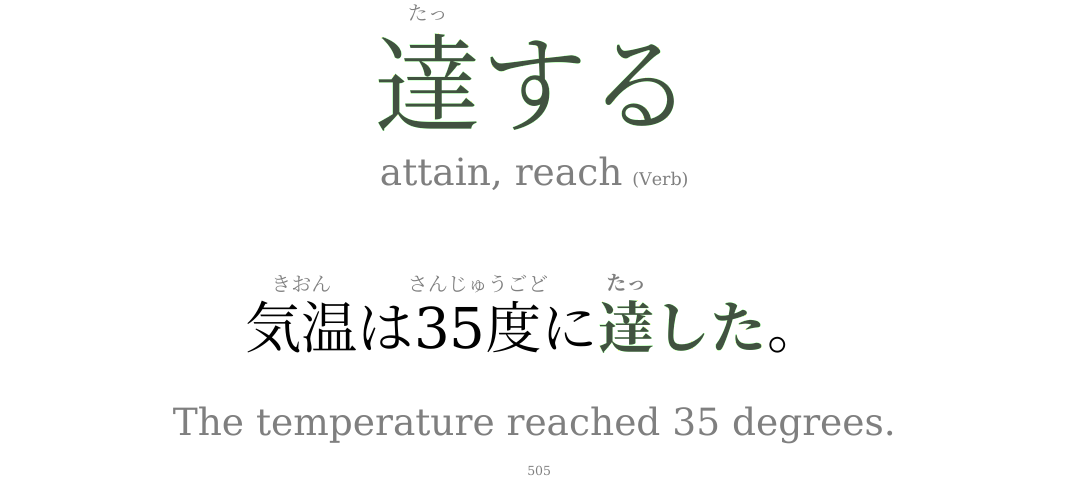 たっ
達する
attain, reach (Verb)
きおん さんじゅうごど たっ
気温は35度に達した。
The temperature reached 35 degrees.
505